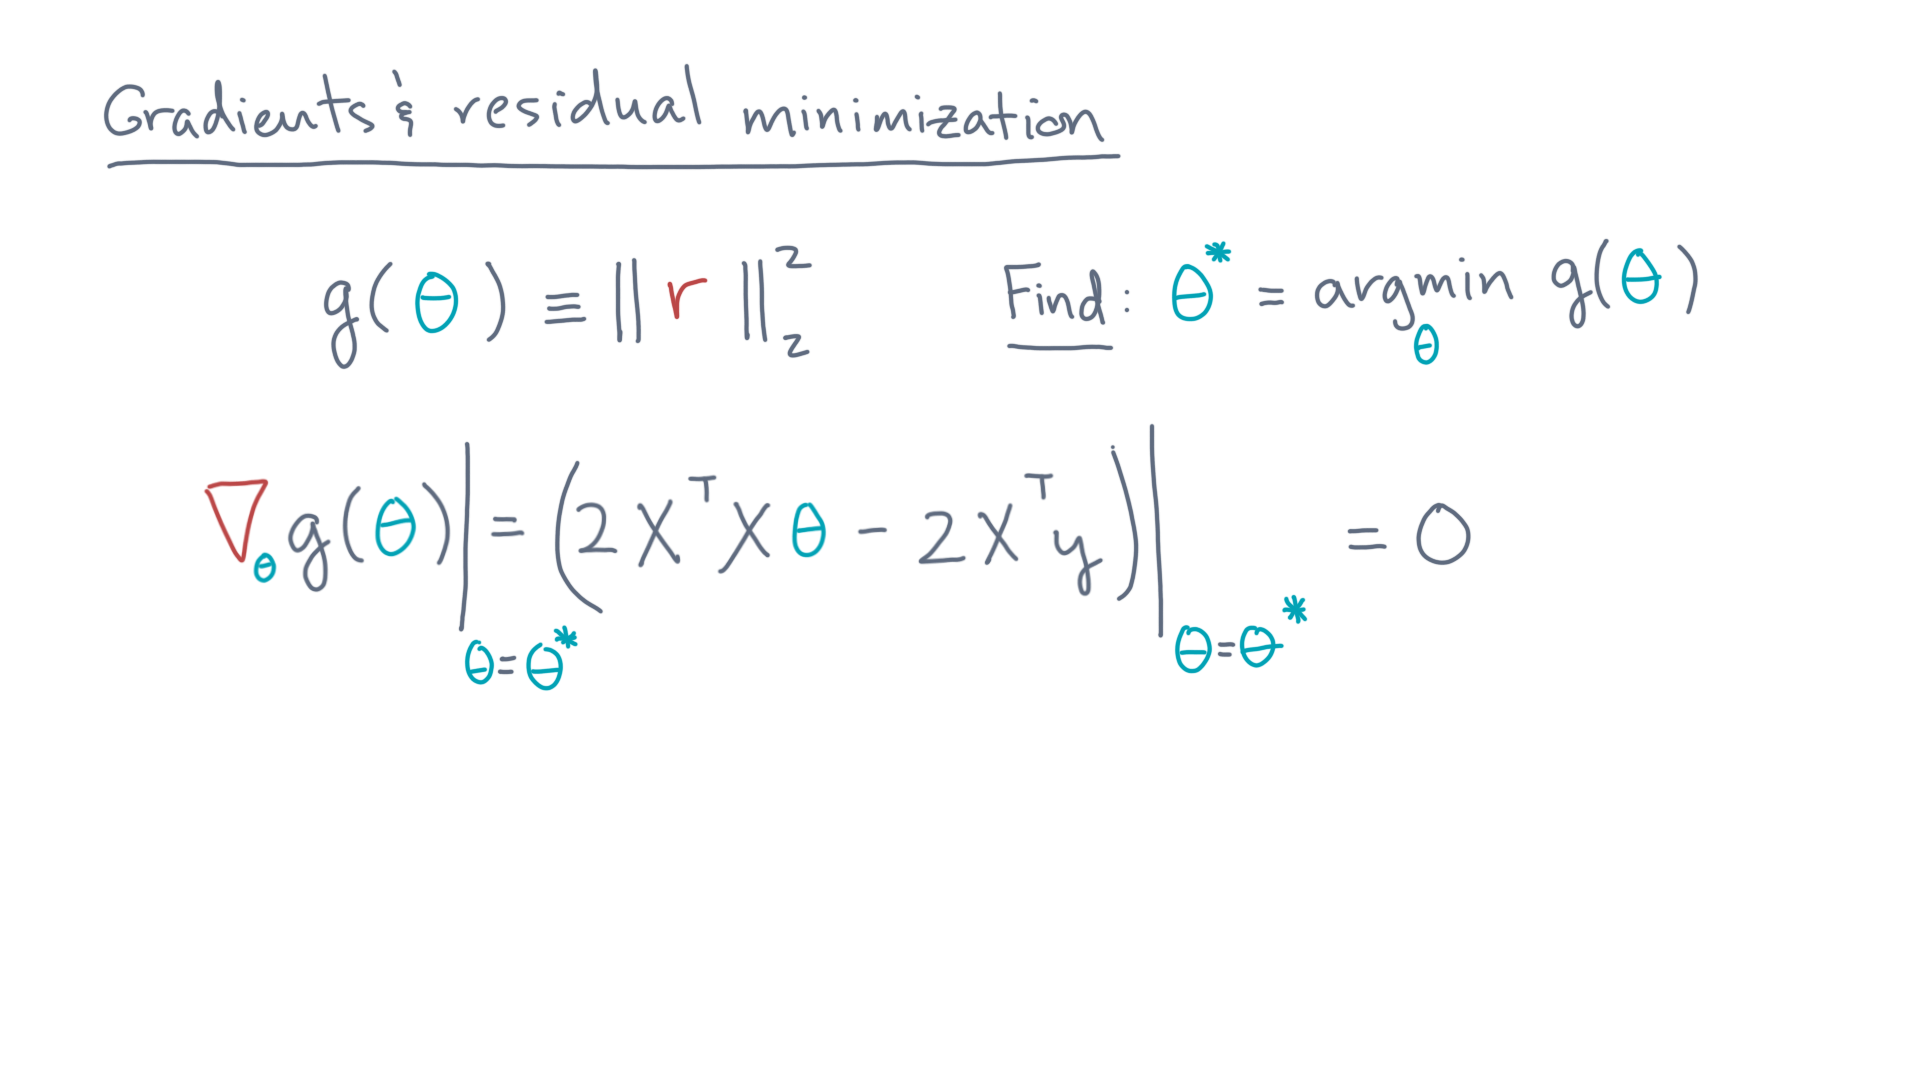 Gradients & residual minimization
g(θ) ≡ ‖r‖₂² Find: θ* = argmin_θ g(θ)
∇_θ g(θ)|_{θ=θ*} = (2XᵀXθ − 2Xᵀy)|_{θ=θ*} = 0